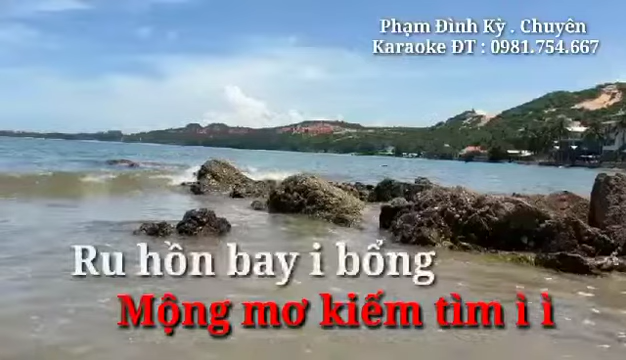 Phạm Đình Kỳ . Chuyên
Karaoke ĐT : 0981.754.667
Ru hồn bay i bổng
Mộng mơ kiếm tìm ì ì